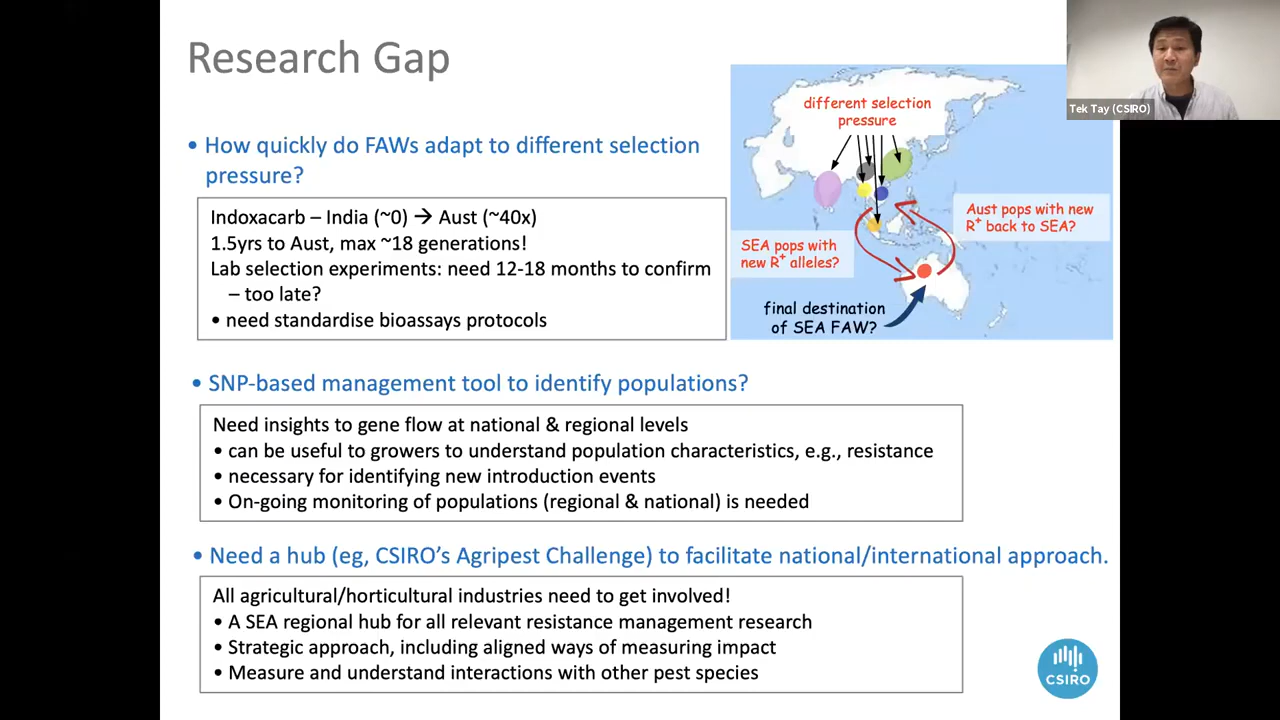 Research Gap
• How quickly do FAWs adapt to different selection
pressure?
Indoxacarb – India (~0) → Aust (~40x)
1.5yrs to Aust, max ~18 generations!
Lab selection experiments: need 12-18 months to confirm
– too late?
• need standardise bioassays protocols
different selection
pressure
Aust pops with new
R⁺ back to SEA?
SEA pops with
new R⁺ alleles?
final destination
of SEA FAW?
Tek Tay (CSIRO)
• SNP-based management tool to identify populations?
Need insights to gene flow at national & regional levels
• can be useful to growers to understand population characteristics, e.g., resistance
• necessary for identifying new introduction events
• On-going monitoring of populations (regional & national) is needed
• Need a hub (eg, CSIRO's Agripest Challenge) to facilitate national/international approach.
All agricultural/horticultural industries need to get involved!
• A SEA regional hub for all relevant resistance management research
• Strategic approach, including aligned ways of measuring impact
• Measure and understand interactions with other pest species
CSIRO